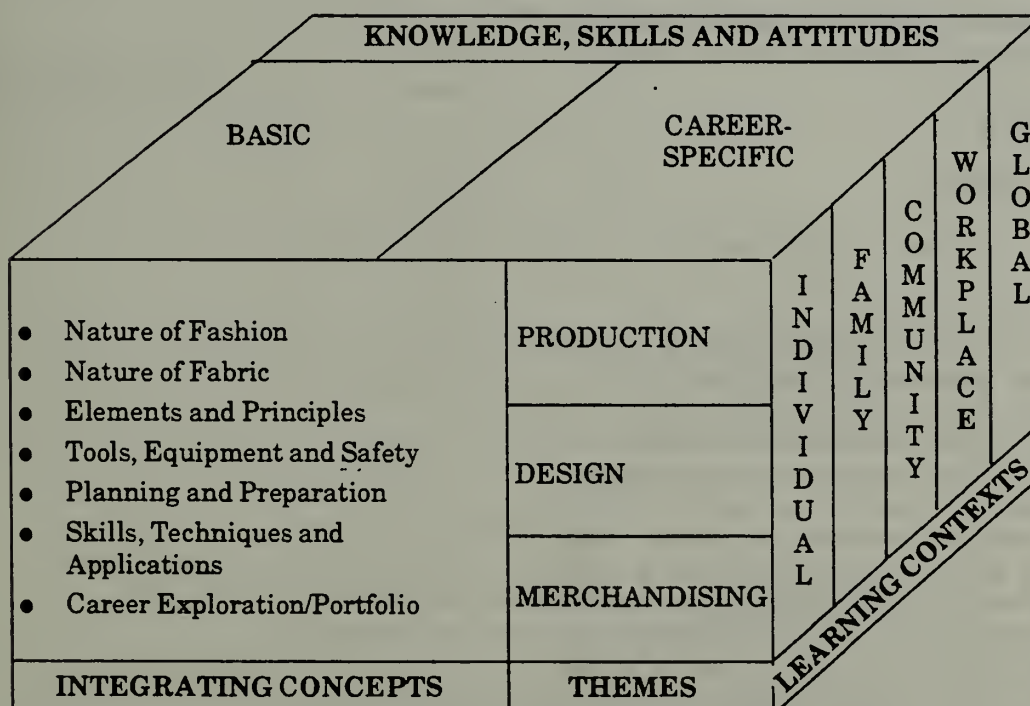 KNOWLEDGE, SKILLS AND ATTITUDES
BASIC
CAREER-
SPECIFIC
• Nature of Fashion
• Nature of Fabric
• Elements and Principles
• Tools, Equipment and Safety
• Planning and Preparation
• Skills, Techniques and
Applications
• Career Exploration/Portfolio
INTEGRATING CONCEPTS
PRODUCTION
DESIGN
MERCHANDISING
THEMES
INDIVIDUAL
FAMILY
COMMUNITY
WORKPLACE
GLOBAL
LEARNING CONTEXTS